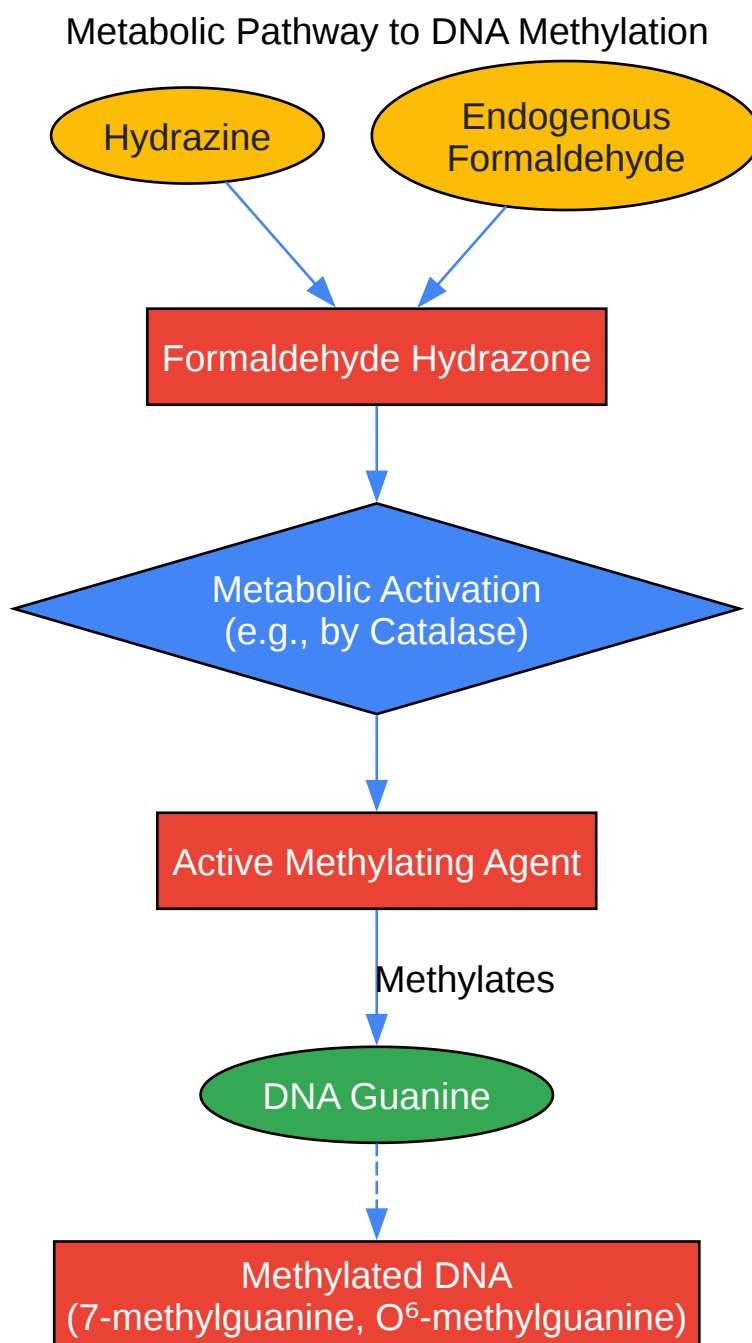 Metabolic Pathway to DNA Methylation
Hydrazine
Endogenous
Formaldehyde
Formaldehyde Hydrazone
Metabolic Activation
(e.g., by Catalase)
Active Methylating Agent
Methylates
DNA Guanine
Methylated DNA
(7-methylguanine, O⁶-methylguanine)